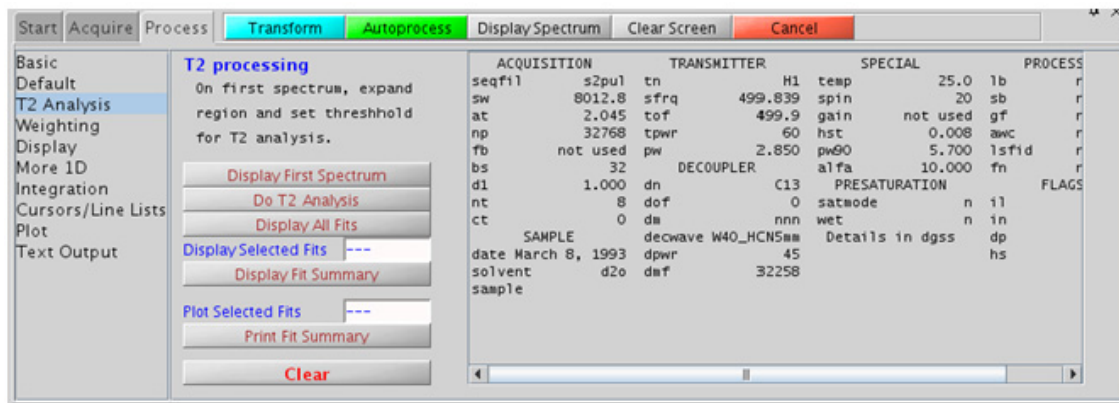 Start Acquire Process Transform Autoprocess Display Spectrum Clear Screen Cancel
Basic
Default
T2 Analysis
Weighting
Display
More 1D
Integration
Cursors/Line Lists
Plot
Text Output
T2 processing
On first spectrum, expand
region and set threshhold
for T2 analysis.
Display First Spectrum
Do T2 Analysis
Display All Fits
Display Selected Fits ---
Display Fit Summary
Plot Selected Fits ---
Print Fit Summary
Clear
ACQUISITION TRANSMITTER SPECIAL PROCESS
seqfil s2pul tn H1 temp 25.0 lb
sw 8012.8 sfrq 499.839 spin 20 sb
at 2.045 tof 499.9 gain not used gf
np 32768 tpwr 60 hst 0.008 awc
fb not used pw 2.850 pw90 5.700 lsfid
bs 32 DECOUPLER alfa 10.000 fn
d1 1.000 dn C13 PRESATURATION FLAGS
nt 8 dof 0 satmode n il
ct 0 dm nnn wet n in
SAMPLE decwave W40_HCN5mm Details in dgss dp
date March 8, 1993 dpwr 45 hs
solvent d2o dmf 32258
sample